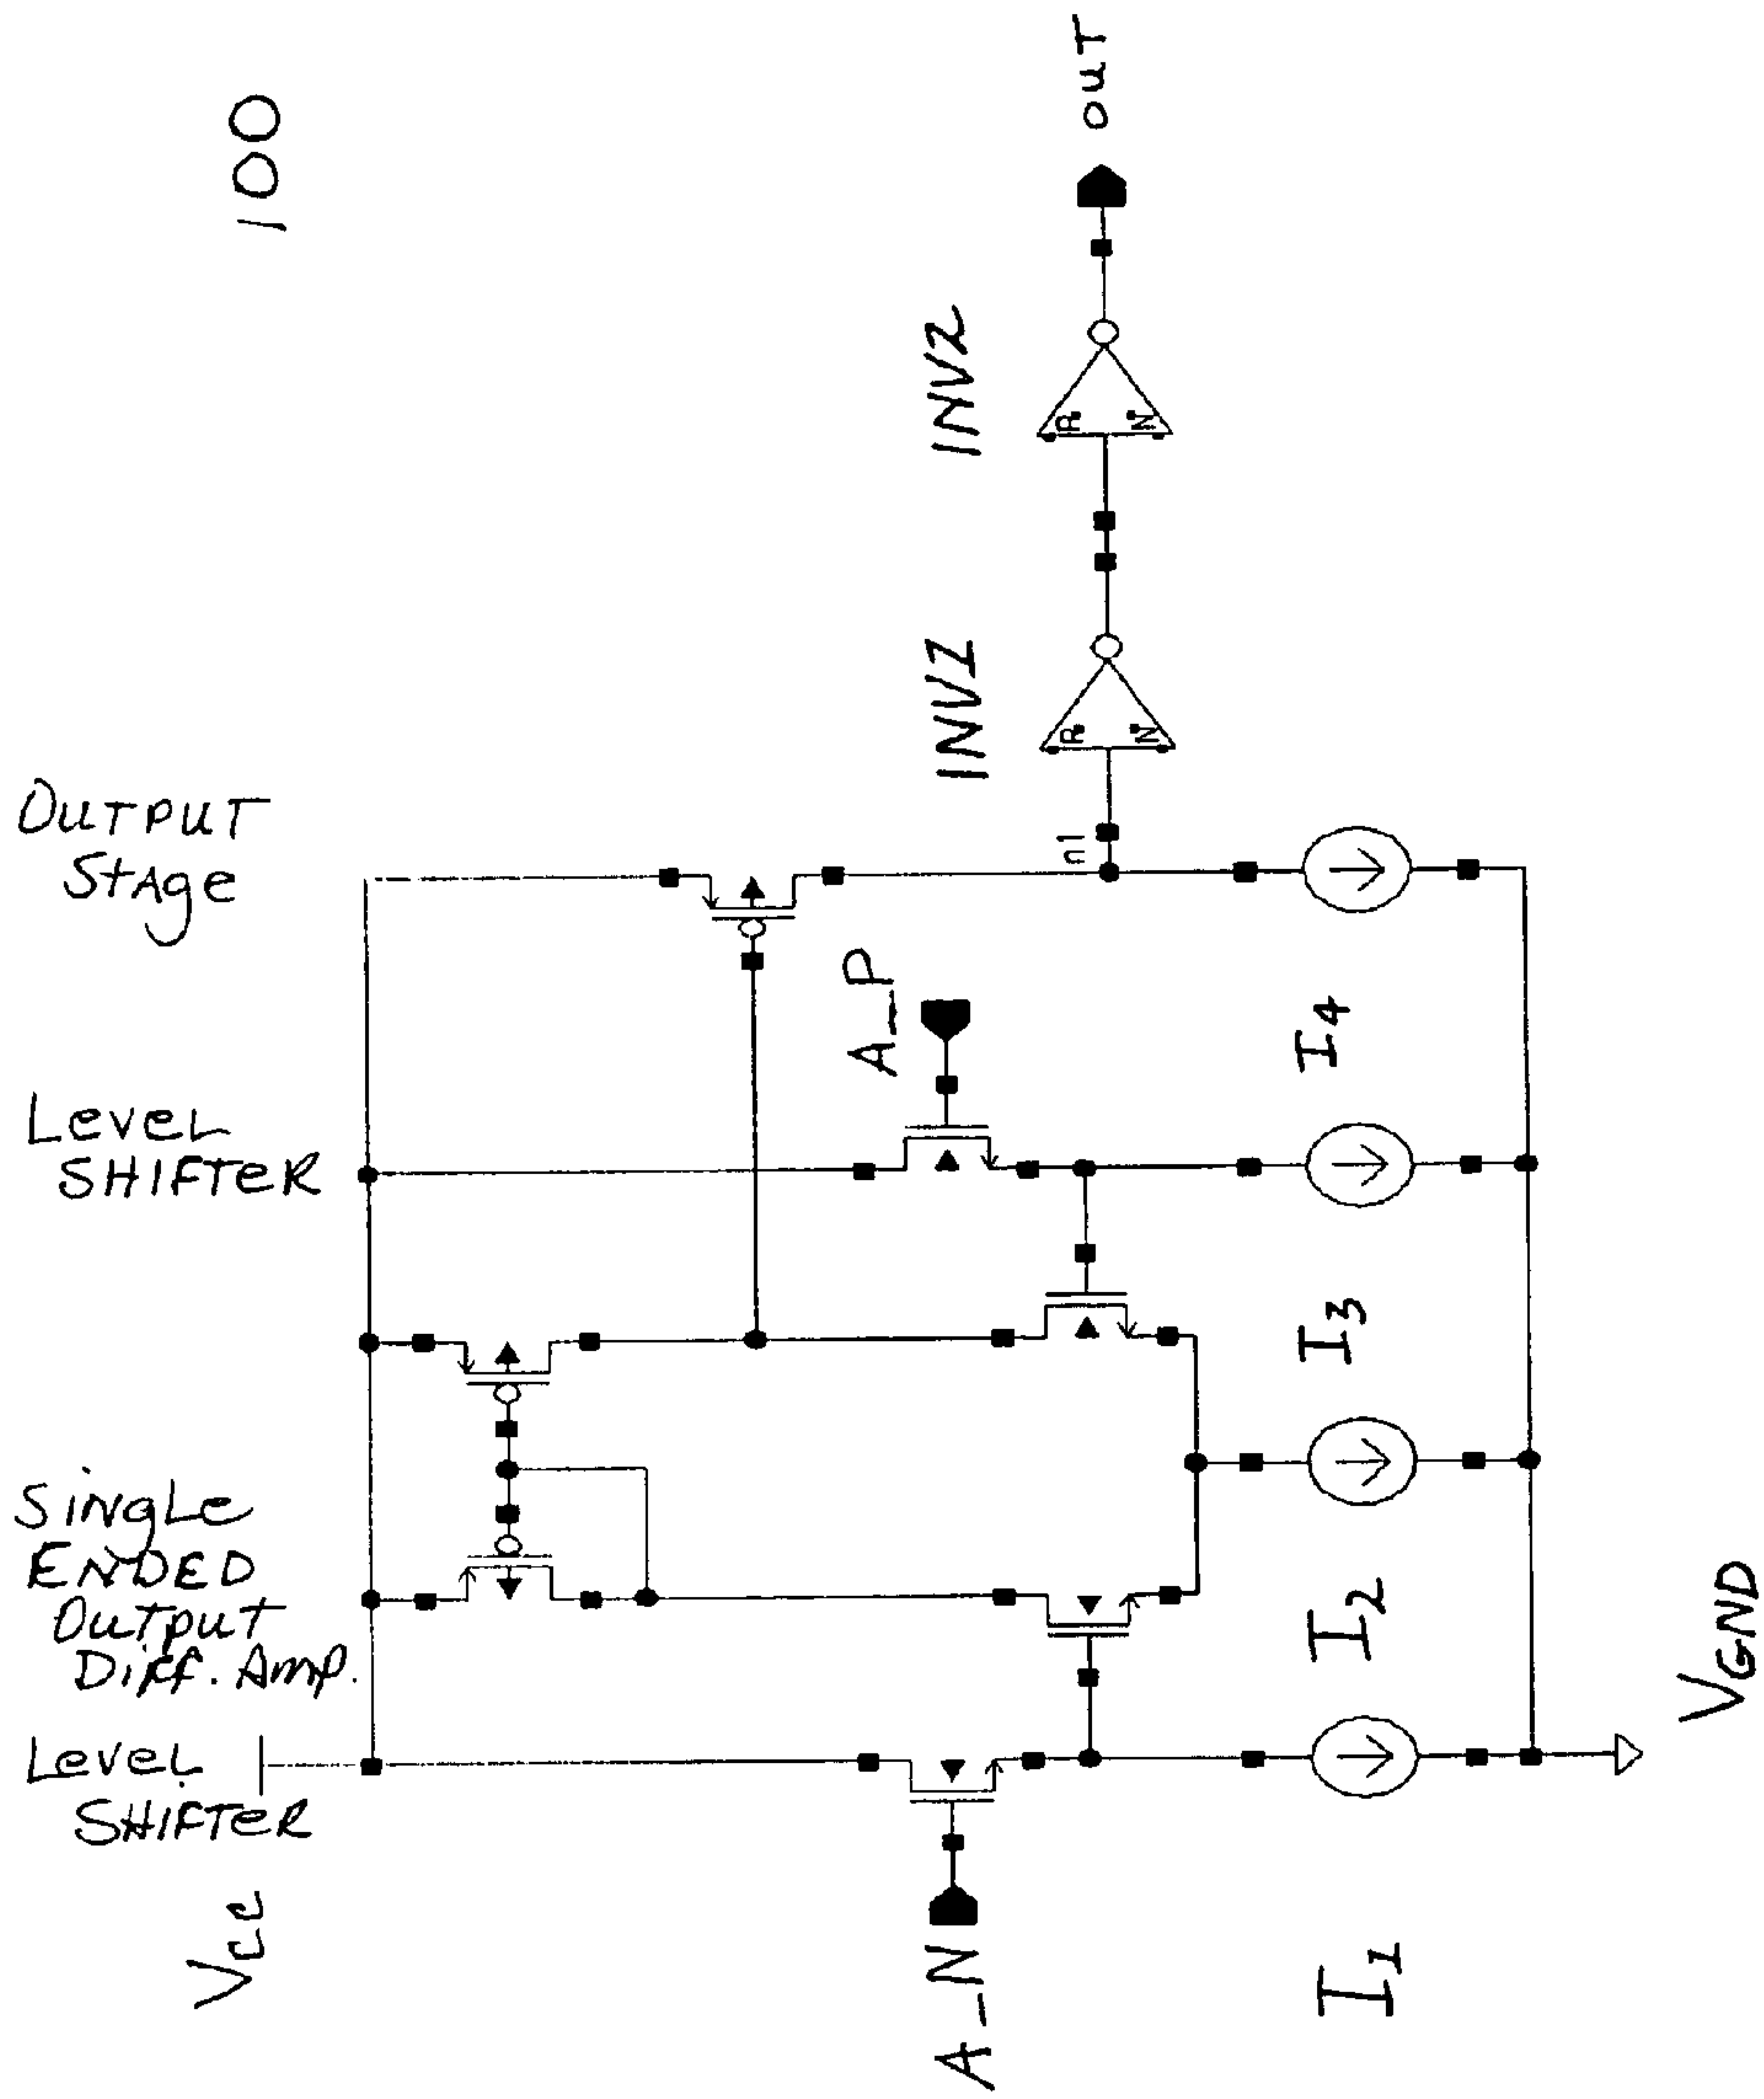 100
Level
SHIFTER
Single
ENDED
Output
Diff. Amp.
Level
SHIFTER
Output
Stage
Vcc
A_N
A_P
n1
INV1
INV2
R
N
R
N
OUT
I1
I2
I3
I4
VGND